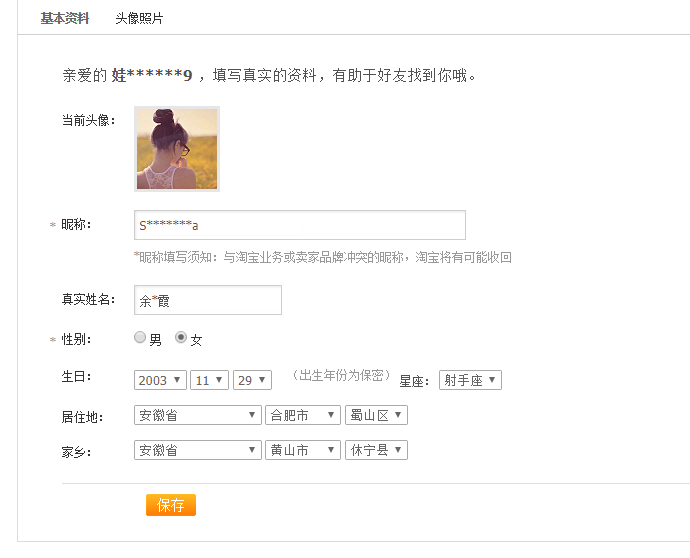 基本资料 头像照片
亲爱的 娃******9 ，填写真实的资料，有助于好友找到你哦。
当前头像：
* 昵称： S*******a
*昵称填写须知：与淘宝业务或卖家品牌冲突的昵称，淘宝将有可能收回
真实姓名： 余*霞
* 性别： 男 女
生日： 2003 11 29 （出生年份为保密） 星座： 射手座
居住地： 安徽省 合肥市 蜀山区
家乡： 安徽省 黄山市 休宁县
保存